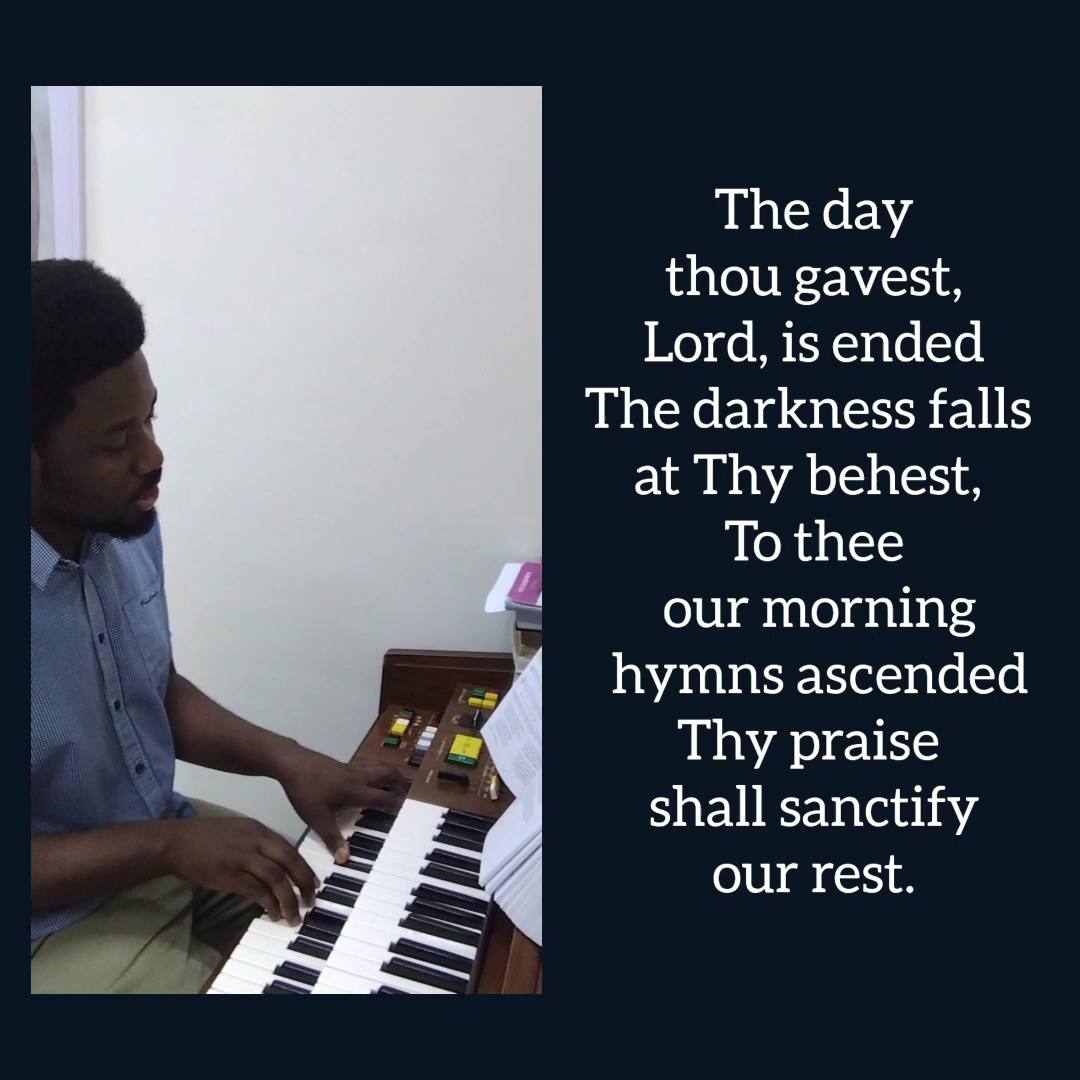 The day
thou gavest,
Lord, is ended
The darkness falls
at Thy behest,
To thee
our morning
hymns ascended
Thy praise
shall sanctify
our rest.